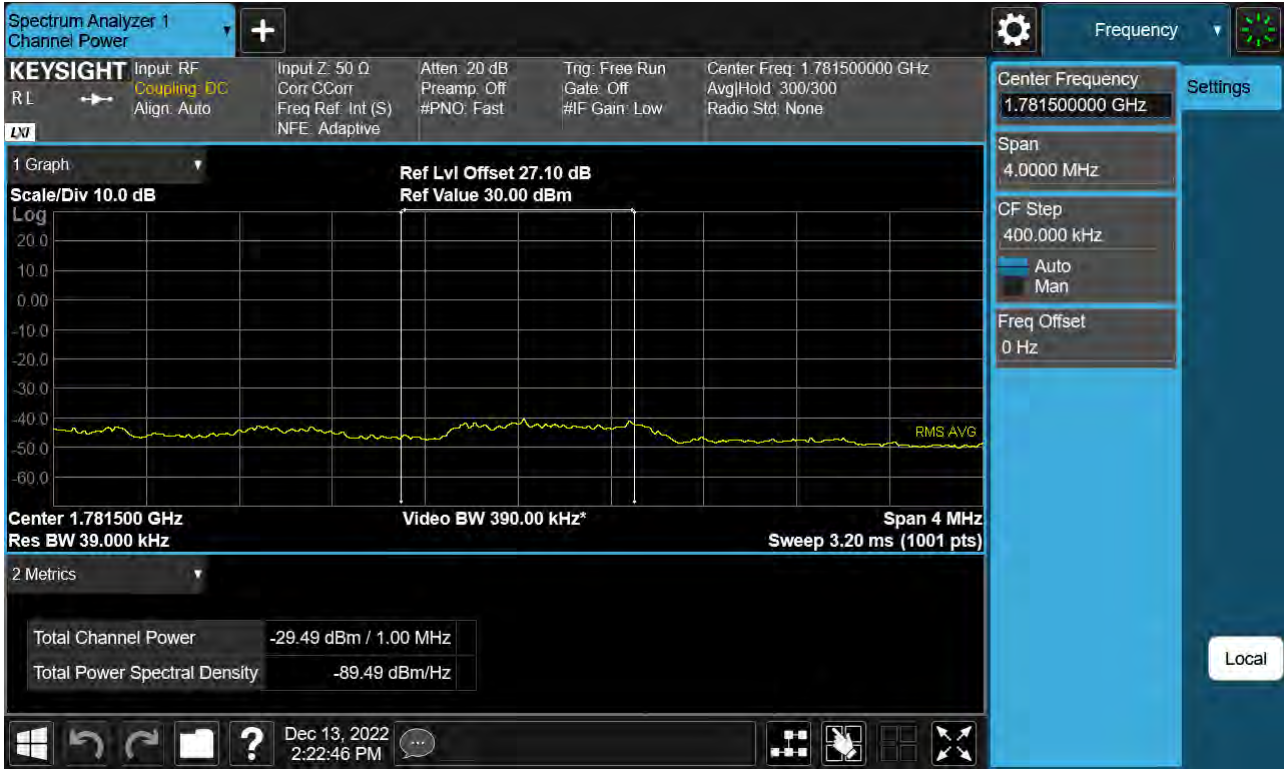 Spectrum Analyzer 1
Channel Power
+
Frequency
KEYSIGHT
R L
LXI
Input: RF
Coupling: DC
Align: Auto
Input Z: 50 Ω
Corr CCorr
Freq Ref: Int (S)
NFE: Adaptive
Atten: 20 dB
Preamp: Off
#PNO: Fast
Trig: Free Run
Gate: Off
#IF Gain: Low
Center Freq: 1.781500000 GHz
Avg|Hold: 300/300
Radio Std: None
Center Frequency
1.781500000 GHz
Settings
Span
4.0000 MHz
CF Step
400.000 kHz
Auto
Man
Freq Offset
0 Hz
1 Graph
Scale/Div 10.0 dB
Ref Lvl Offset 27.10 dB
Ref Value 30.00 dBm
Log
20.0
10.0
0.00
-10.0
-20.0
-30.0
-40.0
-50.0
-60.0
RMS AVG
Center 1.781500 GHz
Video BW 390.00 kHz*
Span 4 MHz
Res BW 39.000 kHz
Sweep 3.20 ms (1001 pts)
2 Metrics
Total Channel Power -29.49 dBm / 1.00 MHz
Total Power Spectral Density -89.49 dBm/Hz
Local
?
Dec 13, 2022
2:22:46 PM